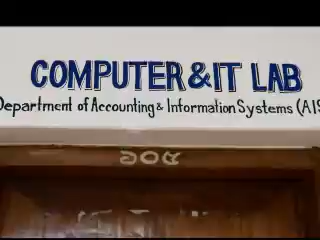 COMPUTER & IT LAB
Department of Accounting & Information Systems (AIS